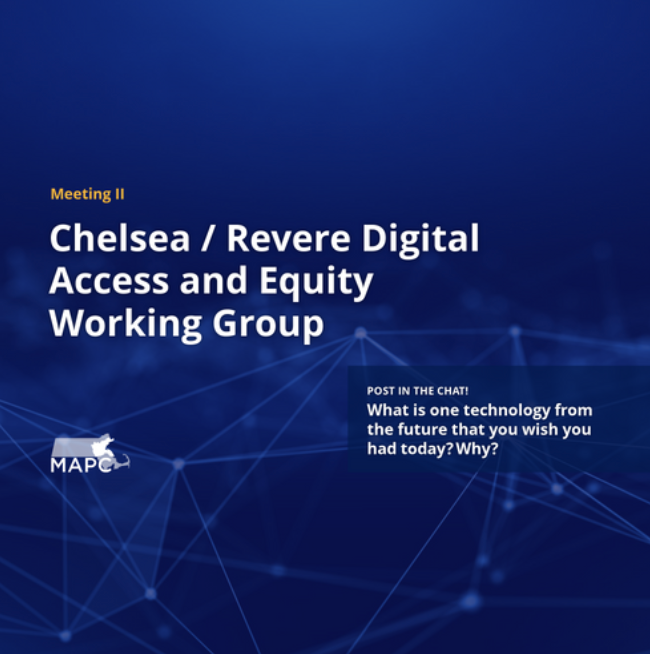 Meeting II
Chelsea / Revere Digital
Access and Equity
Working Group
POST IN THE CHAT!
What is one technology from
the future that you wish you
had today? Why?
MAPC